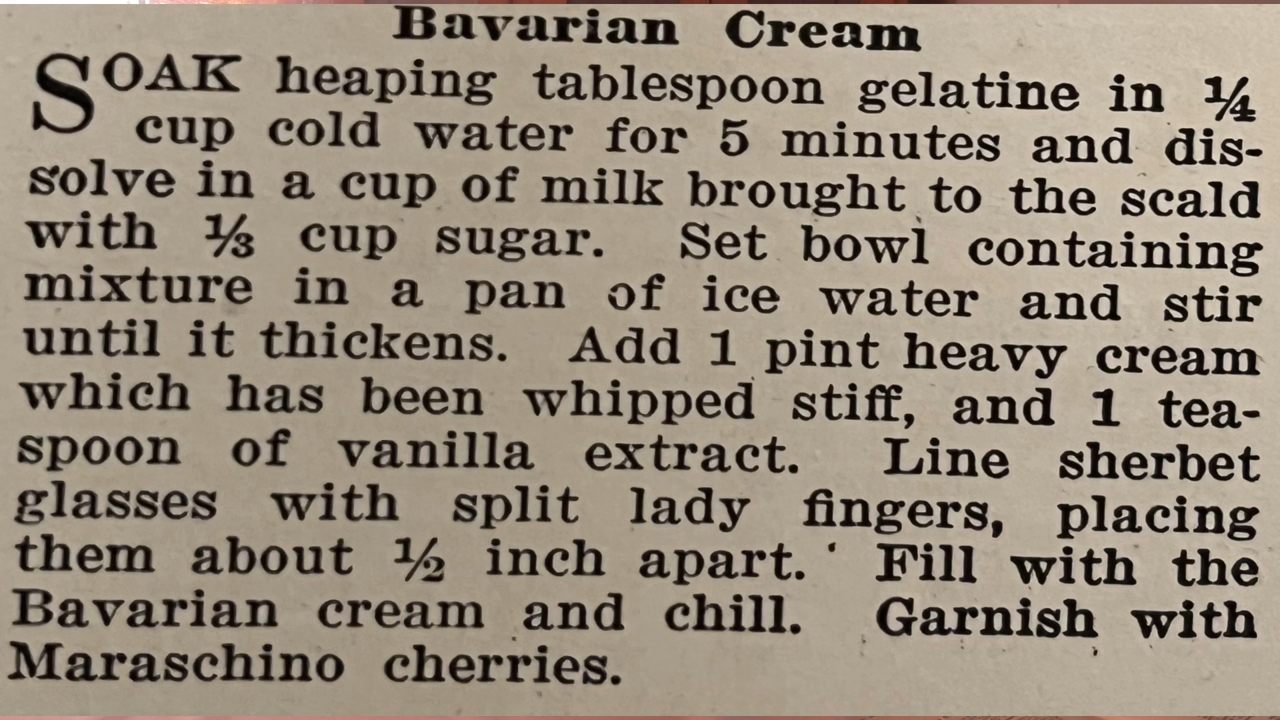 Bavarian Cream
SOAK heaping tablespoon gelatine in ¼
cup cold water for 5 minutes and dis-
solve in a cup of milk brought to the scald
with ⅓ cup sugar. Set bowl containing
mixture in a pan of ice water and stir
until it thickens. Add 1 pint heavy cream
which has been whipped stiff, and 1 tea-
spoon of vanilla extract. Line sherbet
glasses with split lady fingers, placing
them about ½ inch apart. Fill with the
Bavarian cream and chill. Garnish with
Maraschino cherries.